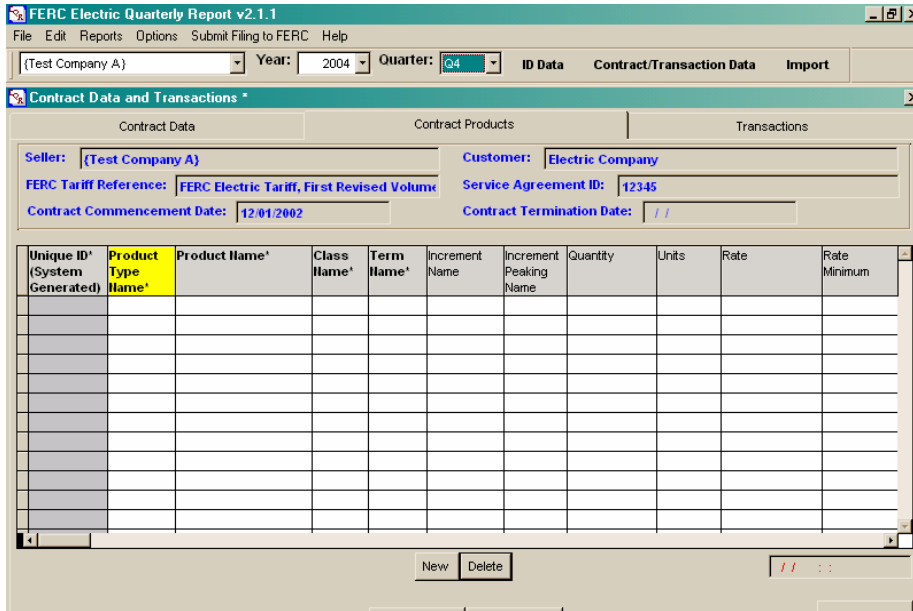 FERC Electric Quarterly Report v2.1.1
File Edit Reports Options Submit Filing to FERC Help
{Test Company A} Year: 2004 Quarter: Q4 ID Data Contract/Transaction Data Import
Contract Data and Transactions *
Contract Data Contract Products Transactions
Seller: {Test Company A} Customer: Electric Company
FERC Tariff Reference: FERC Electric Tariff, First Revised Volume Service Agreement ID: 12345
Contract Commencement Date: 12/01/2002 Contract Termination Date: / /
Unique ID* Product Product Name* Class Term Increment Increment Quantity Units Rate Rate
(System Type Name* Name* Name Peaking Minimum
Generated) Name* Name
New Delete / / : :